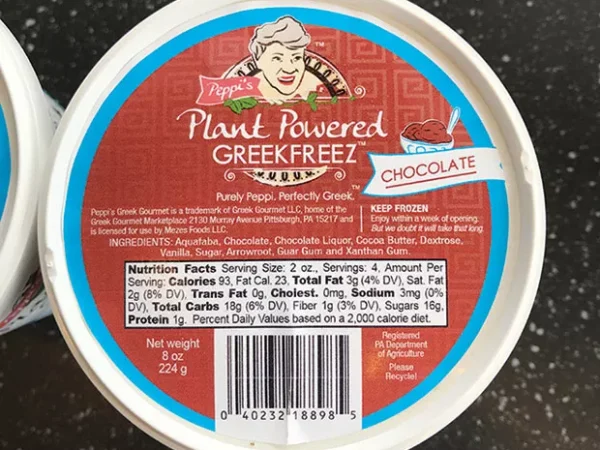 Peppi's
Plant Powered
GREEKFREEZ™
CHOCOLATE
Purely Peppi. Perfectly Greek.™
Peppi's Greek Gourmet is a trademark of Greek Gourmet LLC, home of the
Greek Gourmet Marketplace 2130 Murray Avenue Pittsburgh, PA 15217 and
is licensed for use by Mezes Foods LLC.
KEEP FROZEN
Enjoy within a week of opening.
But we doubt it will take that long.
INGREDIENTS: Aquafaba, Chocolate, Chocolate Liquor, Cocoa Butter, Dextrose,
Vanilla, Sugar, Arrowroot, Guar Gum and Xanthan Gum.
Nutrition Facts Serving Size: 2 oz., Servings: 4, Amount Per
Serving: Calories 93, Fat Cal. 23, Total Fat 3g (4% DV), Sat. Fat
2g (8% DV), Trans Fat 0g, Cholest. 0mg, Sodium 3mg (0%
DV), Total Carbs 18g (6% DV), Fiber 1g (3% DV), Sugars 16g,
Protein 1g. Percent Daily Values based on a 2,000 calorie diet.
Net weight
8 oz
224 g
Registered
PA Department
of Agriculture
Please
Recycle!
0 40232 18898 5